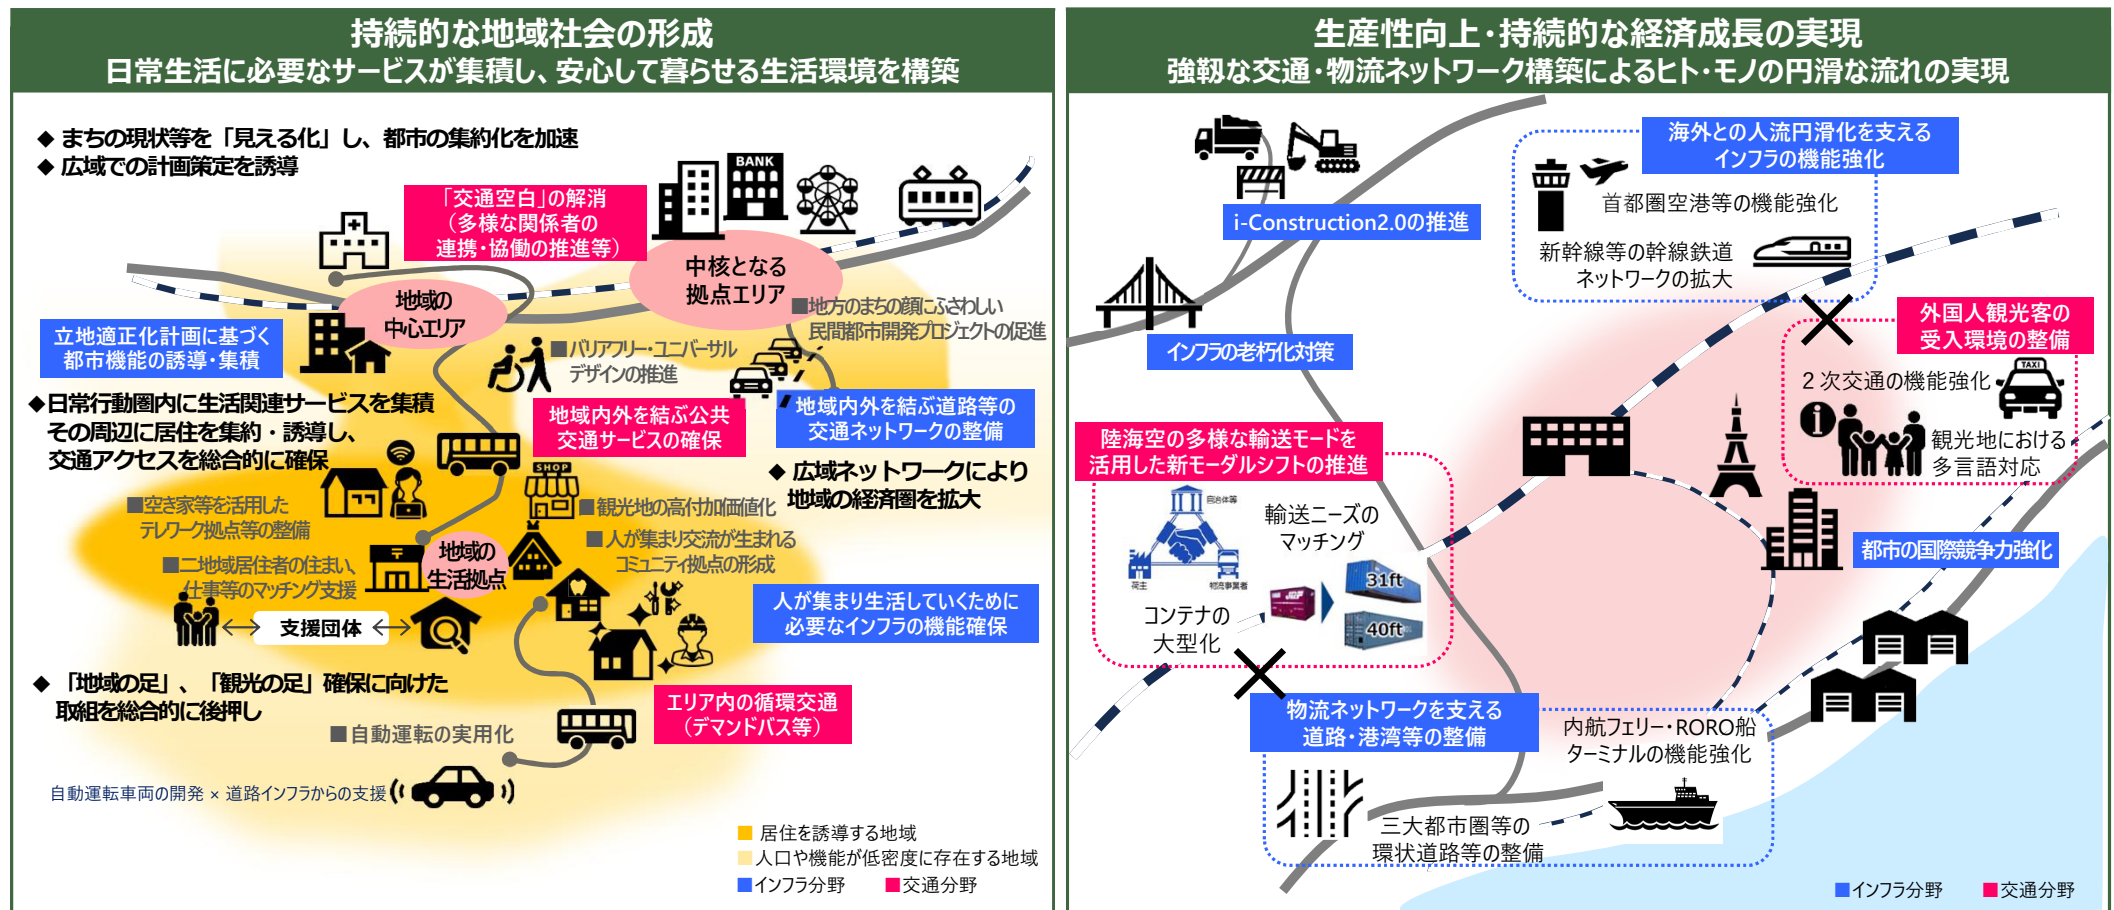 持続的な地域社会の形成
日常生活に必要なサービスが集積し、安心して暮らせる生活環境を構築
◆ まちの現状等を「見える化」し、都市の集約化を加速
◆ 広域での計画策定を誘導
「交通空白」の解消
（多様な関係者の
連携・協働の推進等）
BANK
中核となる
拠点エリア
地域の
中心エリア
■地方のまちの顔にふさわしい
民間都市開発プロジェクトの促進
立地適正化計画に基づく
都市機能の誘導・集積
■バリアフリー・ユニバーサル
デザインの推進
◆日常行動圏内に生活関連サービスを集積
その周辺に居住を集約・誘導し、
交通アクセスを総合的に確保
地域内外を結ぶ公共
交通サービスの確保
地域内外を結ぶ道路等の
交通ネットワークの整備
◆ 広域ネットワークにより
地域の経済圏を拡大
SHOP
■空き家等を活用した
テレワーク拠点等の整備
■観光地の高付加価値化
■人が集まり交流が生まれる
コミュニティ拠点の形成
地域の
生活拠点
■二地域居住者の住まい、
仕事等のマッチング支援
支援団体
人が集まり生活していくために
必要なインフラの機能確保
◆ 「地域の足」、「観光の足」確保に向けた
取組を総合的に後押し
エリア内の循環交通
（デマンドバス等）
■自動運転の実用化
自動運転車両の開発 × 道路インフラからの支援
■ 居住を誘導する地域
■人口や機能が低密度に存在する地域
■インフラ分野 ■交通分野
生産性向上・持続的な経済成長の実現
強靱な交通・物流ネットワーク構築によるヒト・モノの円滑な流れの実現
海外との人流円滑化を支える
インフラの機能強化
首都圏空港等の機能強化
新幹線等の幹線鉄道
ネットワークの拡大
i-Construction2.0の推進
インフラの老朽化対策
外国人観光客の
受入環境の整備
２次交通の機能強化
TAXI
観光地における
多言語対応
陸海空の多様な輸送モードを
活用した新モーダルシフトの推進
自治体等
荷主
物流事業者
輸送ニーズの
マッチング
31ft
40ft
コンテナの
大型化
都市の国際競争力強化
物流ネットワークを支える
道路・港湾等の整備
内航フェリー・RORO船
ターミナルの機能強化
三大都市圏等の
環状道路等の整備
■インフラ分野 ■交通分野